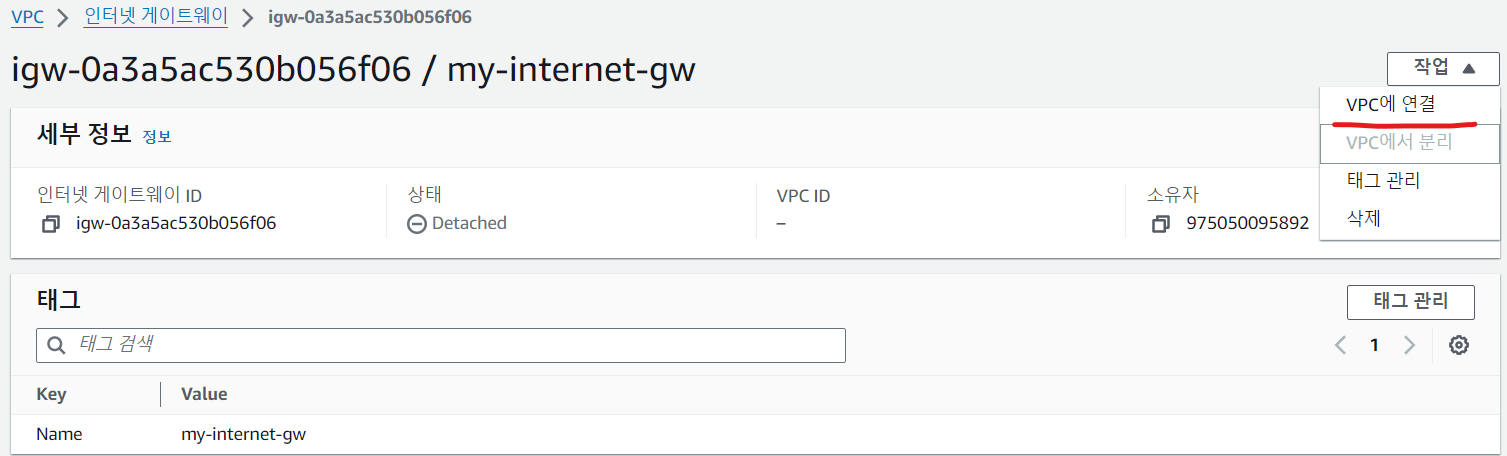 VPC > 인터넷 게이트웨이 > igw-0a3a5ac530b056f06
igw-0a3a5ac530b056f06 / my-internet-gw
작업
VPC에 연결
VPC에서 분리
태그 관리
삭제
세부 정보 정보
인터넷 게이트웨이 ID
igw-0a3a5ac530b056f06
상태
Detached
VPC ID
–
소유자
975050095892
태그
태그 관리
태그 검색
1
Key Value
Name my-internet-gw